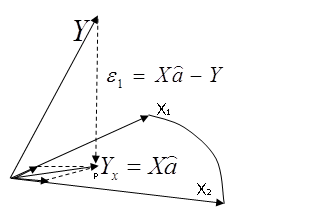 Y
ε₁ = Xâ − Y
X₁
P
Yₓ = Xâ
X₂